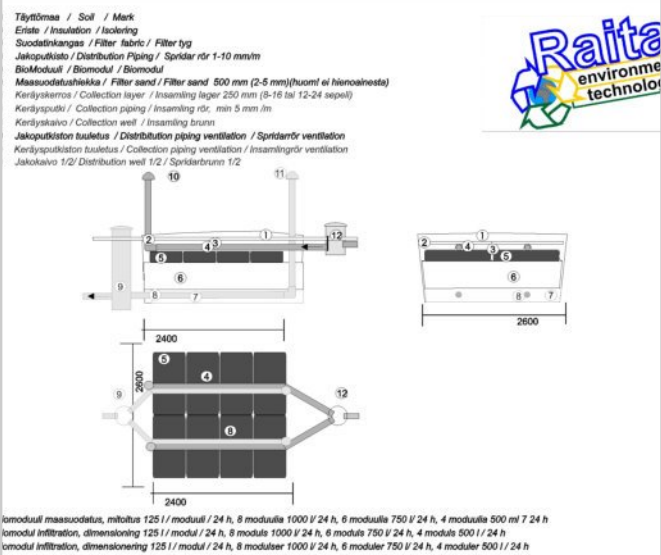 Täyttömaa / Soil / Mark
Eriste / Insulation / Isolering
Suodatinkangas / Filter fabric / Filter tyg
Jakoputkisto / Distribution Piping / Spridar rör 1-10 mm/m
BioModuuli / Biomodul / Biomodul
Maasuodatushiekka / Filter sand / Filter sand 500 mm (2-5 mm)(huom! ei hienoainesta)
Keräyskerros / Collection layer / Insamling lager 250 mm (8-16 tai 12-24 sepeli)
Keräysputki / Collection piping / Insamling rör, min 5 mm /m
Keräyskaivo / Collection well / Insamling brunn
Jakoputkiston tuuletus / Distribitution piping ventilation / Spridarrör ventilation
Keräysputkiston tuuletus / Collection piping ventilation / Insamlingrör ventilation
Jakokaivo 1/2/ Distribution well 1/2 / Spridarbrunn 1/2
Raita
environme
technolog
10
11
1
12
2
3
4
5
6
9
8
7
2400
1
2
4
3
5
6
8
7
2600
5
4
2600
9
12
8
2400
iomoduuli maasuodatus, mitoitus 125 l / moduuli / 24 h, 8 moduulia 1000 l/ 24 h, 6 moduulia 750 l/ 24 h, 4 moduulia 500 ml 7 24 h
iomodul infiltration, dimensioning 125 l / modul / 24 h, 8 moduls 1000 l/ 24 h, 6 moduls 750 l/ 24 h, 4 moduls 500 l / 24 h
iomodul infiltration, dimensionering 125 l / modul / 24 h, 8 modulser 1000 l/ 24 h, 6 moduler 750 l/ 24 h, 4 moduler 500 l / 24 h